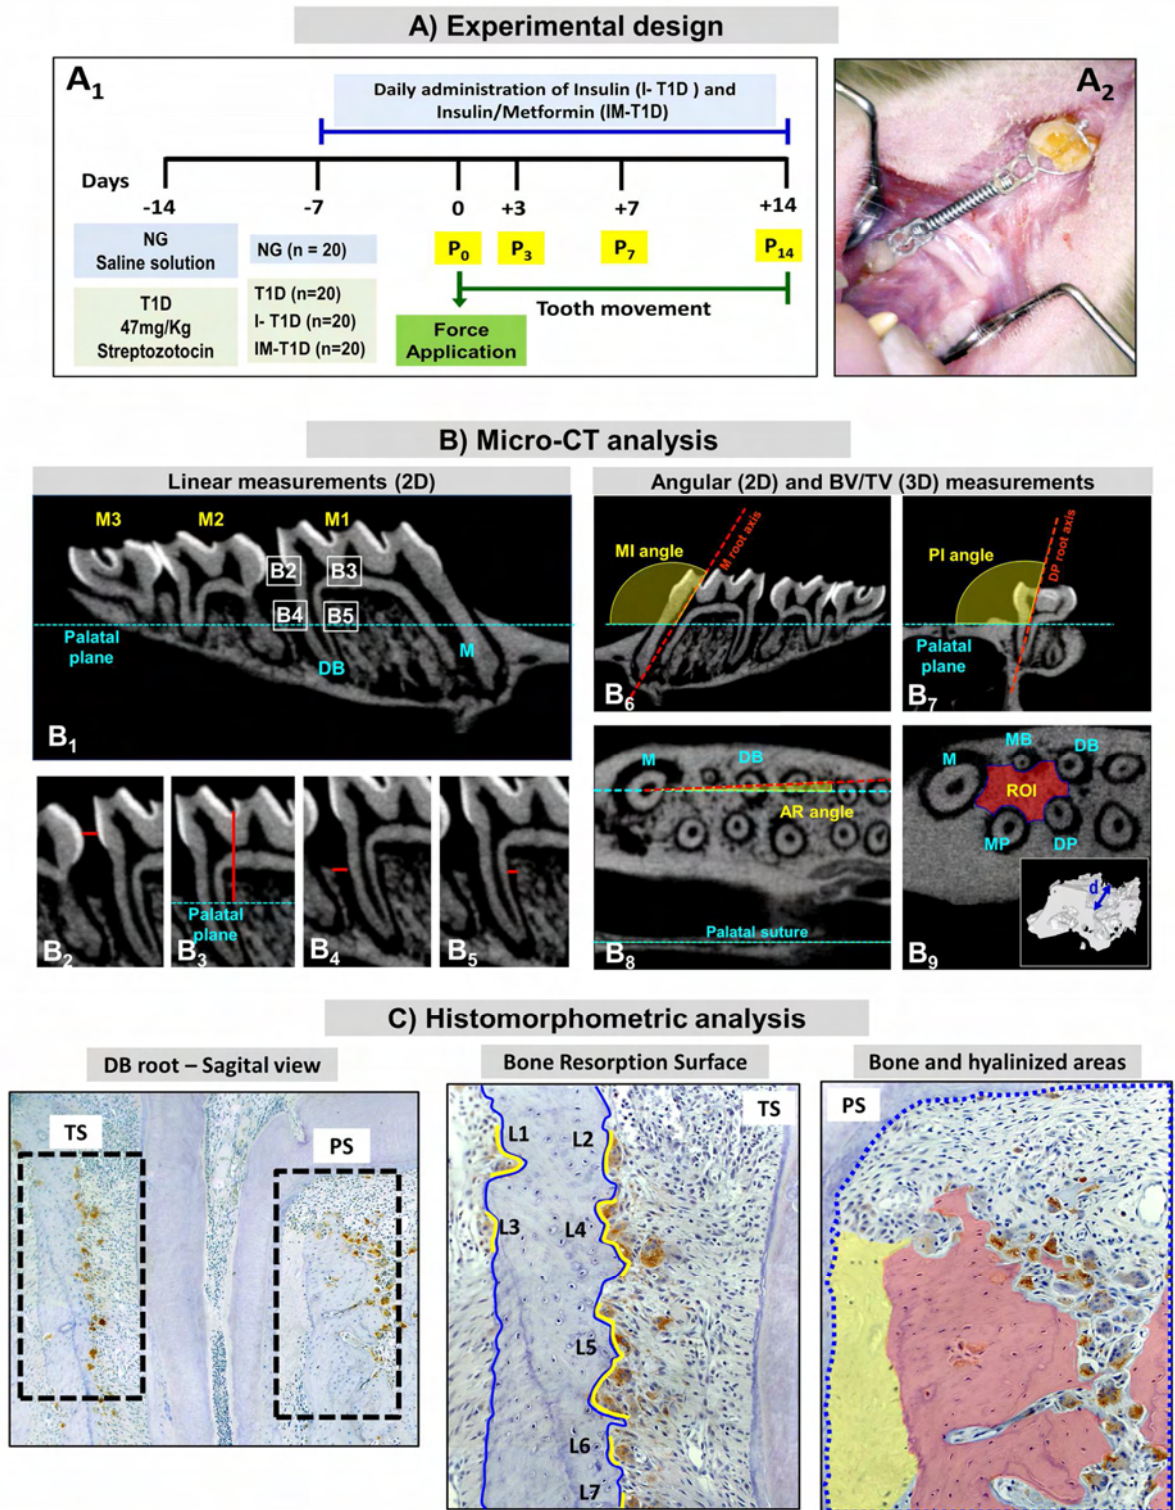 A) Experimental design
A1
Daily administration of Insulin (I- T1D ) and
Insulin/Metformin (IM-T1D)
Days
-14
-7
0
+3
+7
+14
NG
Saline solution
NG (n = 20)
P0
P3
P7
P14
T1D
47mg/Kg
Streptozotocin
T1D (n=20)
I- T1D (n=20)
IM-T1D (n=20)
Tooth movement
Force
Application
A2
B) Micro-CT analysis
Linear measurements (2D)
M3
M2
M1
B2
B3
B4
B5
Palatal
plane
DB
M
B1
B2
Palatal
plane
B3
B4
B5
Angular (2D) and BV/TV (3D) measurements
MI angle
M root axis
B6
PI angle
DP root axis
Palatal
plane
B7
M
DB
AR angle
Palatal suture
B8
M
MB
DB
ROI
MP
DP
d
B9
C) Histomorphometric analysis
DB root – Sagital view
TS
PS
Bone Resorption Surface
TS
L1
L2
L3
L4
L5
L6
L7
Bone and hyalinized areas
PS